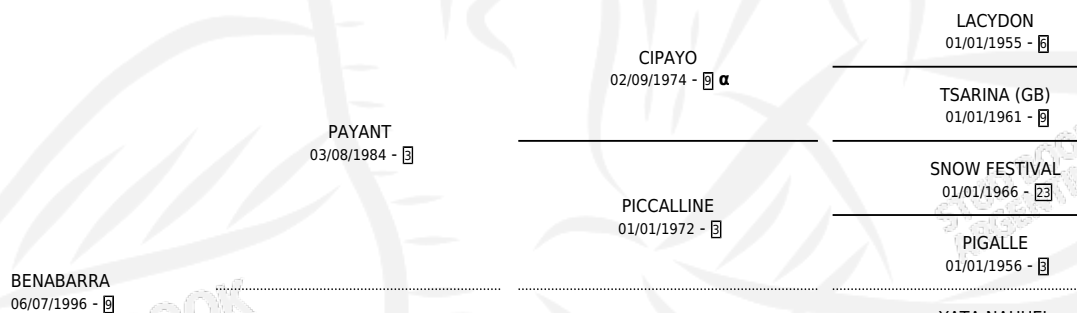 LACYDON
01/01/1955 - 6
CIPAYO
02/09/1974 - 9 α
TSARINA (GB)
01/01/1961 - 9
PAYANT
03/08/1984 - 3
SNOW FESTIVAL
01/01/1966 - 23
PICCALLINE
01/01/1972 - 3
PIGALLE
01/01/1956 - 3
BENABARRA
06/07/1996 - 9